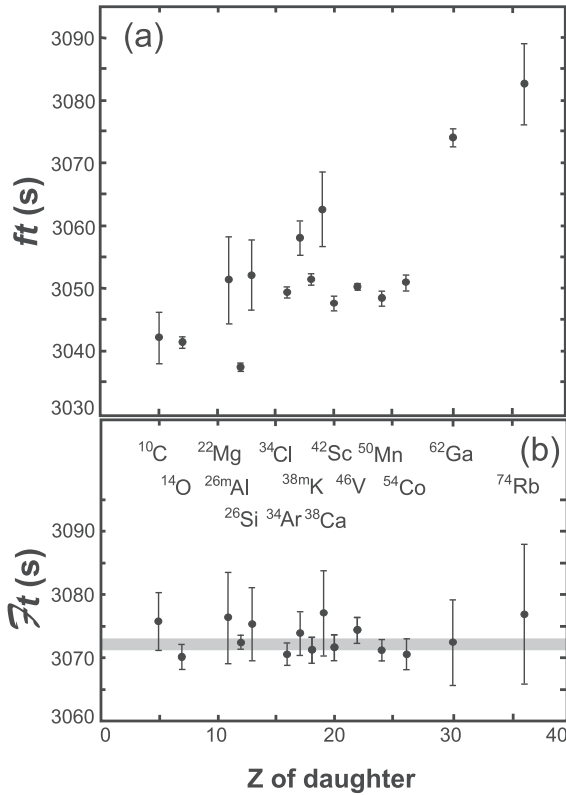 (a)
3090
3080
3070
3060
3050
3040
3030
ft (s)
(b)
¹⁰C ²²Mg ³⁴Cl ⁴²Sc ⁵⁰Mn ⁶²Ga
¹⁴O ²⁶ᵐAl ³⁸ᵐK ⁴⁶V ⁵⁴Co ⁷⁴Rb
²⁶Si ³⁴Ar ³⁸Ca
3090
3080
3070
3060
ℱt (s)
0 10 20 30 40
Z of daughter